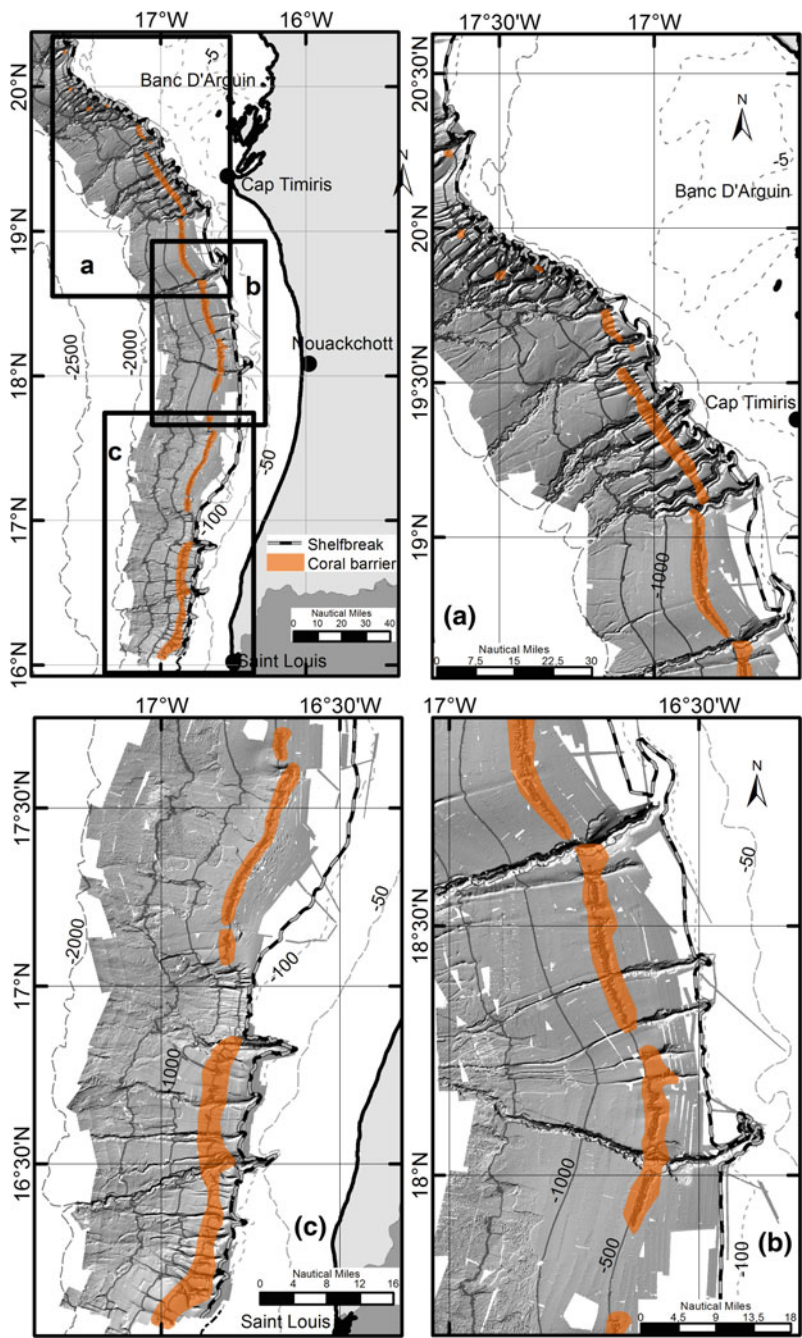 17°W
16°W
-5
Banc D'Arguin
20°N
N
Cap Timiris
19°N
a
b
-2500
-2000
Nouackchott
18°N
c
-50
-100
17°N
Shelfbreak
Coral barrier
Nautical Miles
0 10 20 30 40
16°N
Saint Louis
17°30'W
17°W
20°30'N
N
-5
Banc D'Arguin
20°N
19°30'N
Cap Timiris
19°N
-1000
(a)
Nautical Miles
0 7.5 15 22.5 30
17°W
16°30'W
17°30'N
-50
-2000
-100
17°N
-1000
16°30'N
(c)
Nautical Miles
0 4 8 12 16
Saint Louis
17°W
16°30'W
N
-50
18°30'N
18°N
-1000
-500
-100
(b)
Nautical Miles
0 4.5 9 13.5 18